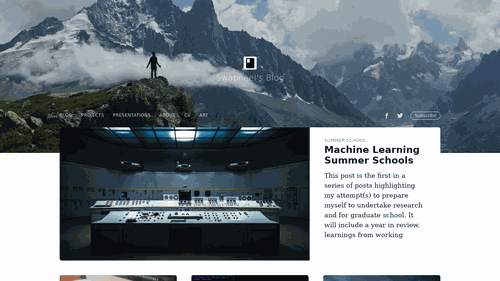 Swapneel's Blog
BLOG PROJECTS PRESENTATIONS ABOUT CV ART
Subscribe
SUMMER-SCHOOL
Machine Learning
Summer Schools
This post is the first in a
series of posts highlighting
my attempt(s) to prepare
myself to undertake research
and for graduate school. It
will include a year in review,
learnings from working